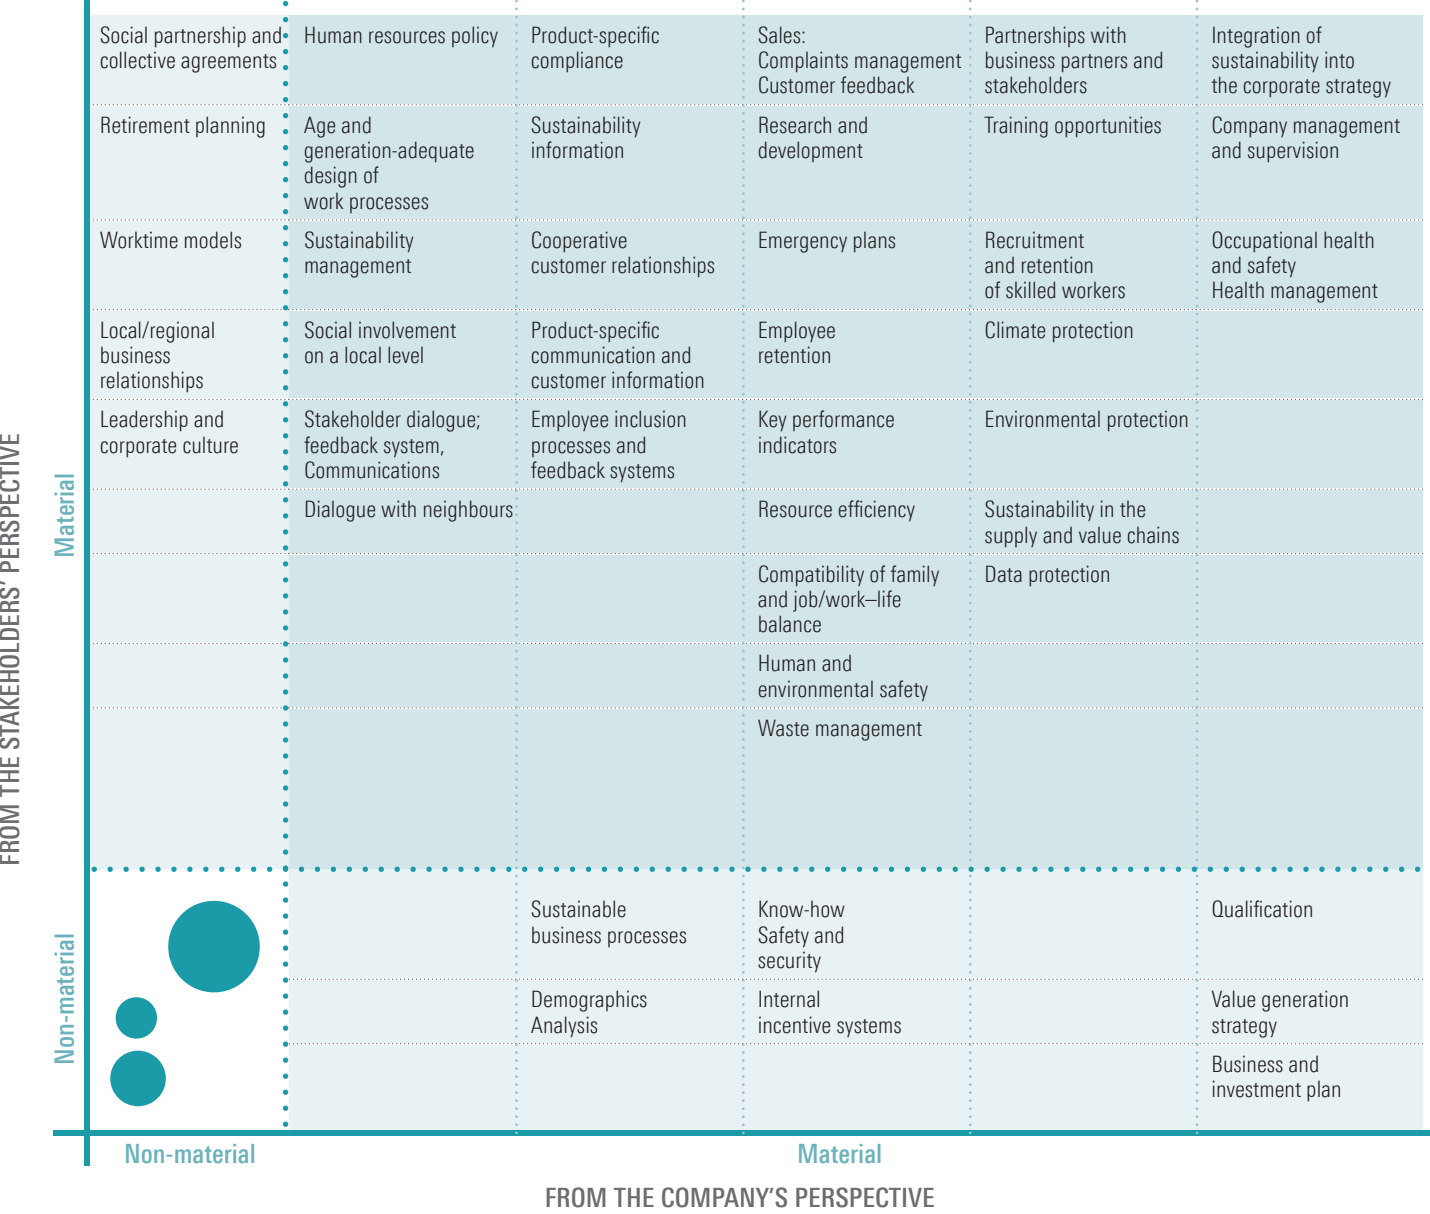 Social partnership and
collective agreements
Human resources policy
Product-specific
compliance
Sales:
Complaints management
Customer feedback
Partnerships with
business partners and
stakeholders
Integration of
sustainability into
the corporate strategy
Retirement planning
Age and
generation-adequate
design of
work processes
Sustainability
information
Research and
development
Training opportunities
Company management
and supervision
Worktime models
Sustainability
management
Cooperative
customer relationships
Emergency plans
Recruitment
and retention
of skilled workers
Occupational health
and safety
Health management
Local/regional
business
relationships
Social involvement
on a local level
Product-specific
communication and
customer information
Employee
retention
Climate protection
Leadership and
corporate culture
Stakeholder dialogue;
feedback system,
Communications
Employee inclusion
processes and
feedback systems
Key performance
indicators
Environmental protection
Dialogue with neighbours
Resource efficiency
Sustainability in the
supply and value chains
Compatibility of family
and job/work–life
balance
Data protection
Human and
environmental safety
Waste management
Sustainable
business processes
Know-how
Safety and
security
Qualification
Demographics
Analysis
Internal
incentive systems
Value generation
strategy
Business and
investment plan
FROM THE STAKEHOLDERS’ PERSPECTIVE
Material
Non-material
Non-material
Material
FROM THE COMPANY’S PERSPECTIVE